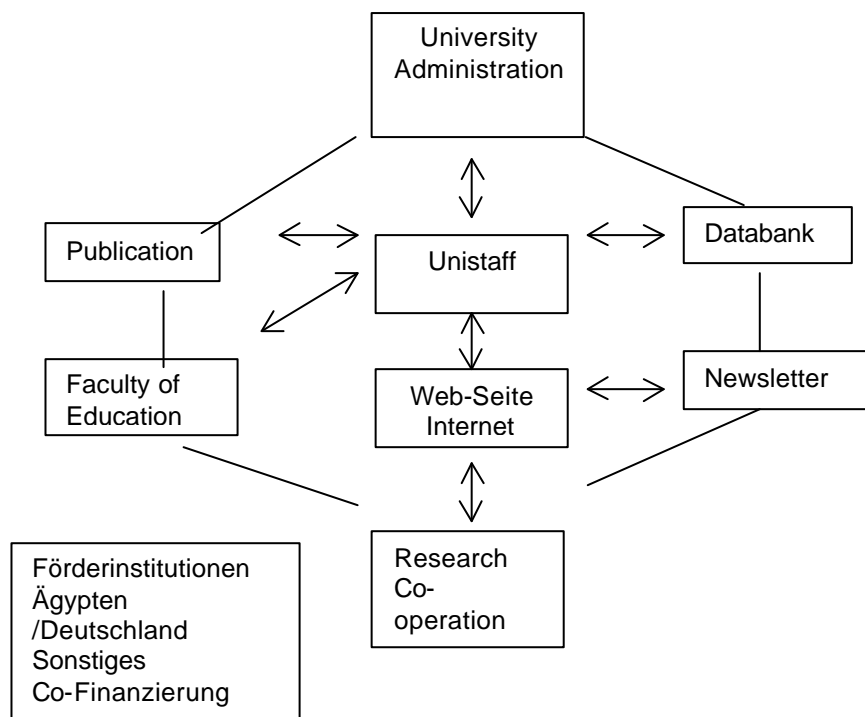 University
Administration
Publication
Unistaff
Databank
Faculty of
Education
Web-Seite
Internet
Newsletter
Research
Co-
operation
Förderinstitutionen
Ägypten
/Deutschland
Sonstiges
Co-Finanzierung